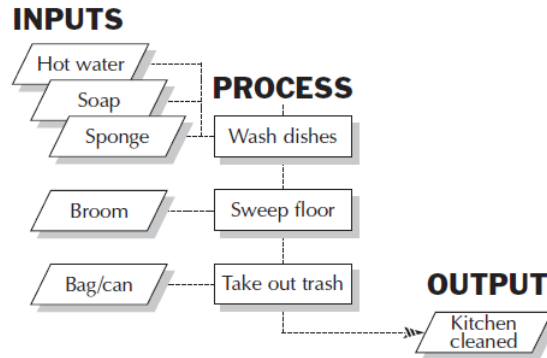 INPUTS
Hot water
Soap
Sponge
PROCESS
Wash dishes
Broom
Sweep floor
Bag/can
Take out trash
OUTPUT
Kitchen
cleaned